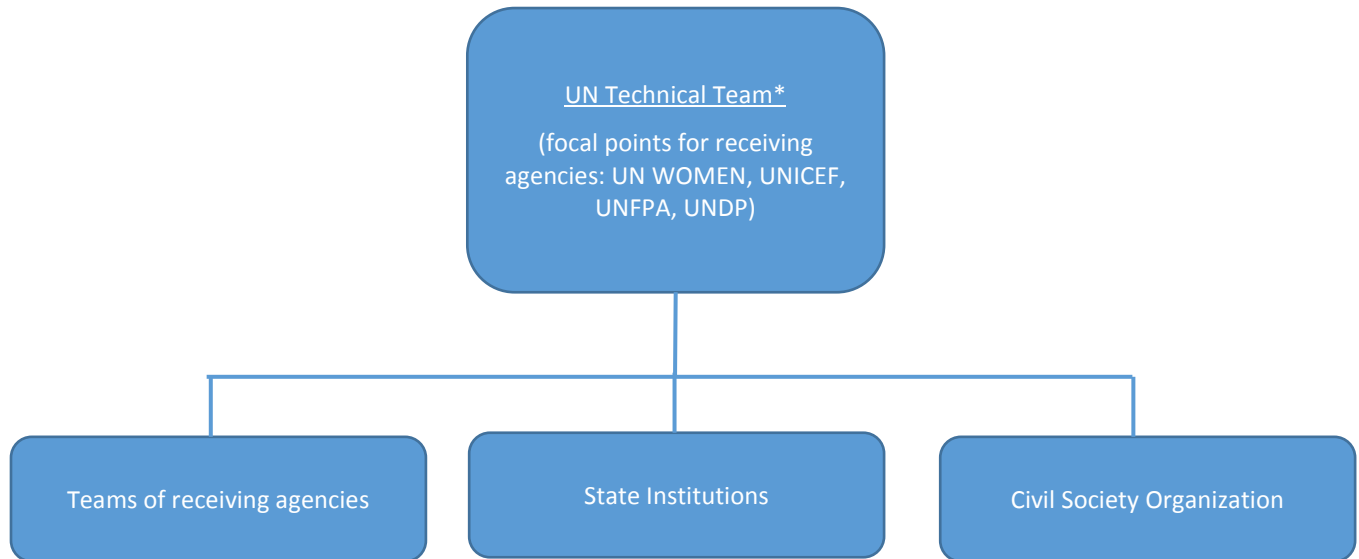 UN Technical Team*
(focal points for receiving
agencies: UN WOMEN, UNICEF,
UNFPA, UNDP)
Teams of receiving agencies
State Institutions
Civil Society Organization